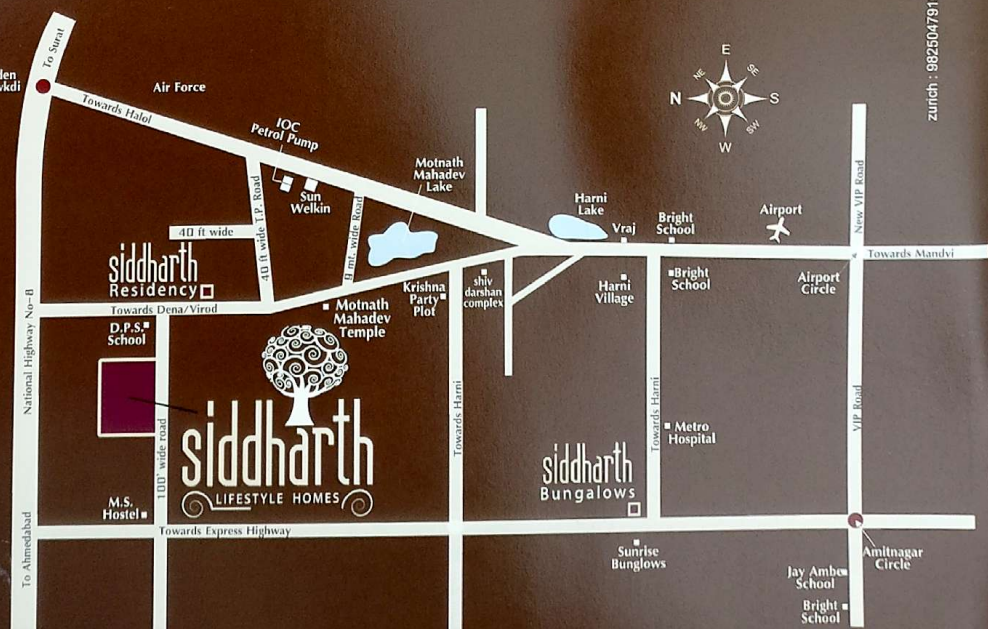 To Surat
Towards Halol
Air Force
IOC
Petrol Pump
Sun
Welkin
Motnath
Mahadev
Lake
E
NE
SE
N
S
NW
SW
W
zurich : 982504791
40 ft wide
40 ft wide T.P. Road
9 mt. wide Road
Harni
Lake
Vraj
Bright
School
Airport
New VIP Road
Towards Mandvi
Airport
Circle
siddharth
Residency
Towards Dena/Virod
Motnath
Mahadev
Temple
Krishna
Party
Plot
shiv
darshan
complex
Harni
Village
Bright
School
D.P.S.
School
National Highway No-8
100' wide road
siddharth
LIFESTYLE HOMES
Towards Harni
siddharth
Bungalows
Towards Harni
Metro
Hospital
VIP Road
M.S.
Hostel
Towards Express Highway
To Ahmedabad
Sunrise
Bunglows
Amitnagar
Circle
Jay Ambe
School
Bright
School